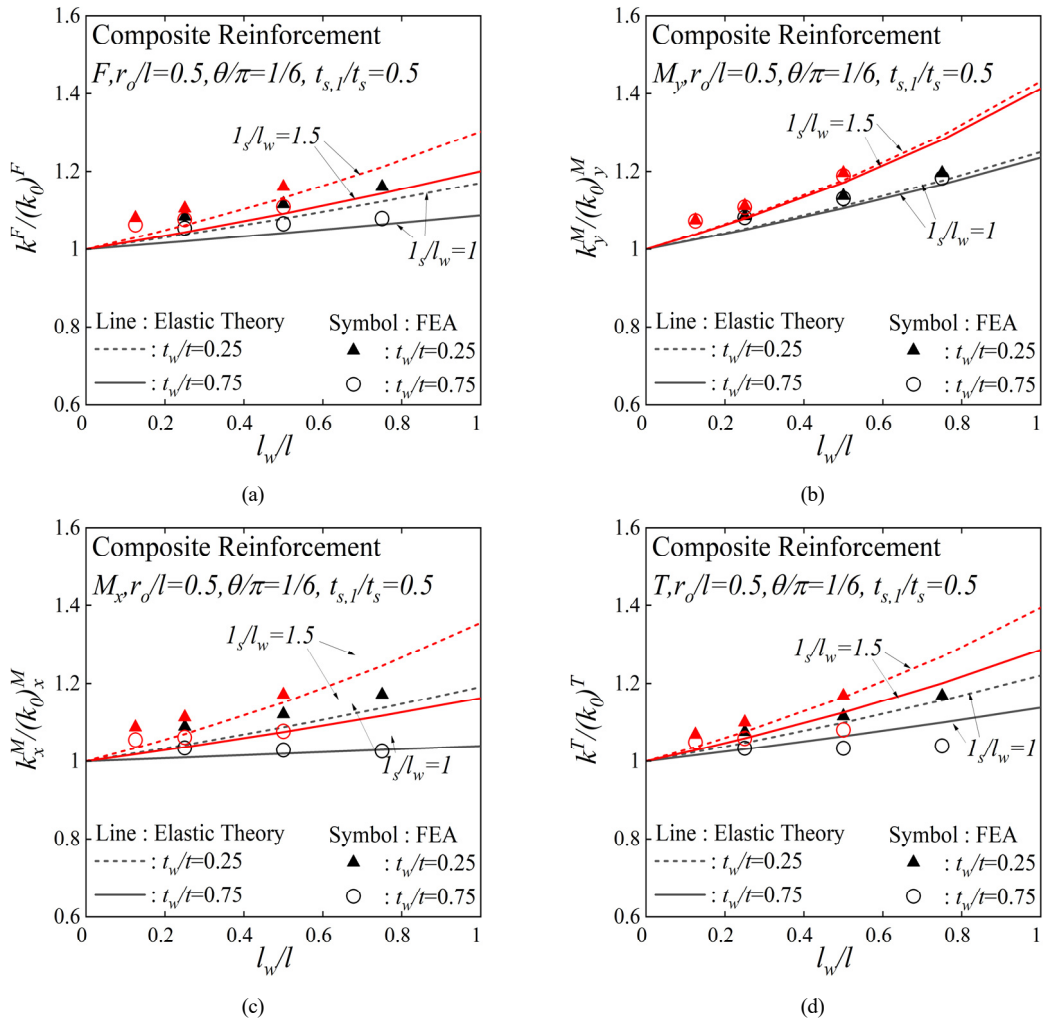 1.6
1.4
1.2
1
0.8
0.6
k^F/(k_0)^F
Composite Reinforcement
F,r_o/l=0.5,θ/π=1/6, t_{s,1}/t_s=0.5
1_s/l_w=1.5
1_s/l_w=1
Line : Elastic Theory Symbol : FEA
: t_w/t=0.25 : t_w/t=0.25
: t_w/t=0.75 : t_w/t=0.75
0 0.2 0.4 0.6 0.8 1
l_w/l
(a)
1.6
1.4
1.2
1
0.8
0.6
k_y^M/(k_0)_y^M
Composite Reinforcement
M_y,r_o/l=0.5,θ/π=1/6, t_{s,1}/t_s=0.5
1_s/l_w=1.5
1_s/l_w=1
Line : Elastic Theory Symbol : FEA
: t_w/t=0.25 : t_w/t=0.25
: t_w/t=0.75 : t_w/t=0.75
0 0.2 0.4 0.6 0.8 1
l_w/l
(b)
1.6
1.4
1.2
1
0.8
0.6
k_x^M/(k_0)_x^M
Composite Reinforcement
M_x,r_o/l=0.5,θ/π=1/6, t_{s,1}/t_s=0.5
1_s/l_w=1.5
1_s/l_w=1
Line : Elastic Theory Symbol : FEA
: t_w/t=0.25 : t_w/t=0.25
: t_w/t=0.75 : t_w/t=0.75
0 0.2 0.4 0.6 0.8 1
l_w/l
(c)
1.6
1.4
1.2
1
0.8
0.6
k^T/(k_0)^T
Composite Reinforcement
T,r_o/l=0.5,θ/π=1/6, t_{s,1}/t_s=0.5
1_s/l_w=1.5
1_s/l_w=1
Line : Elastic Theory Symbol : FEA
: t_w/t=0.25 : t_w/t=0.25
: t_w/t=0.75 : t_w/t=0.75
0 0.2 0.4 0.6 0.8 1
l_w/l
(d)